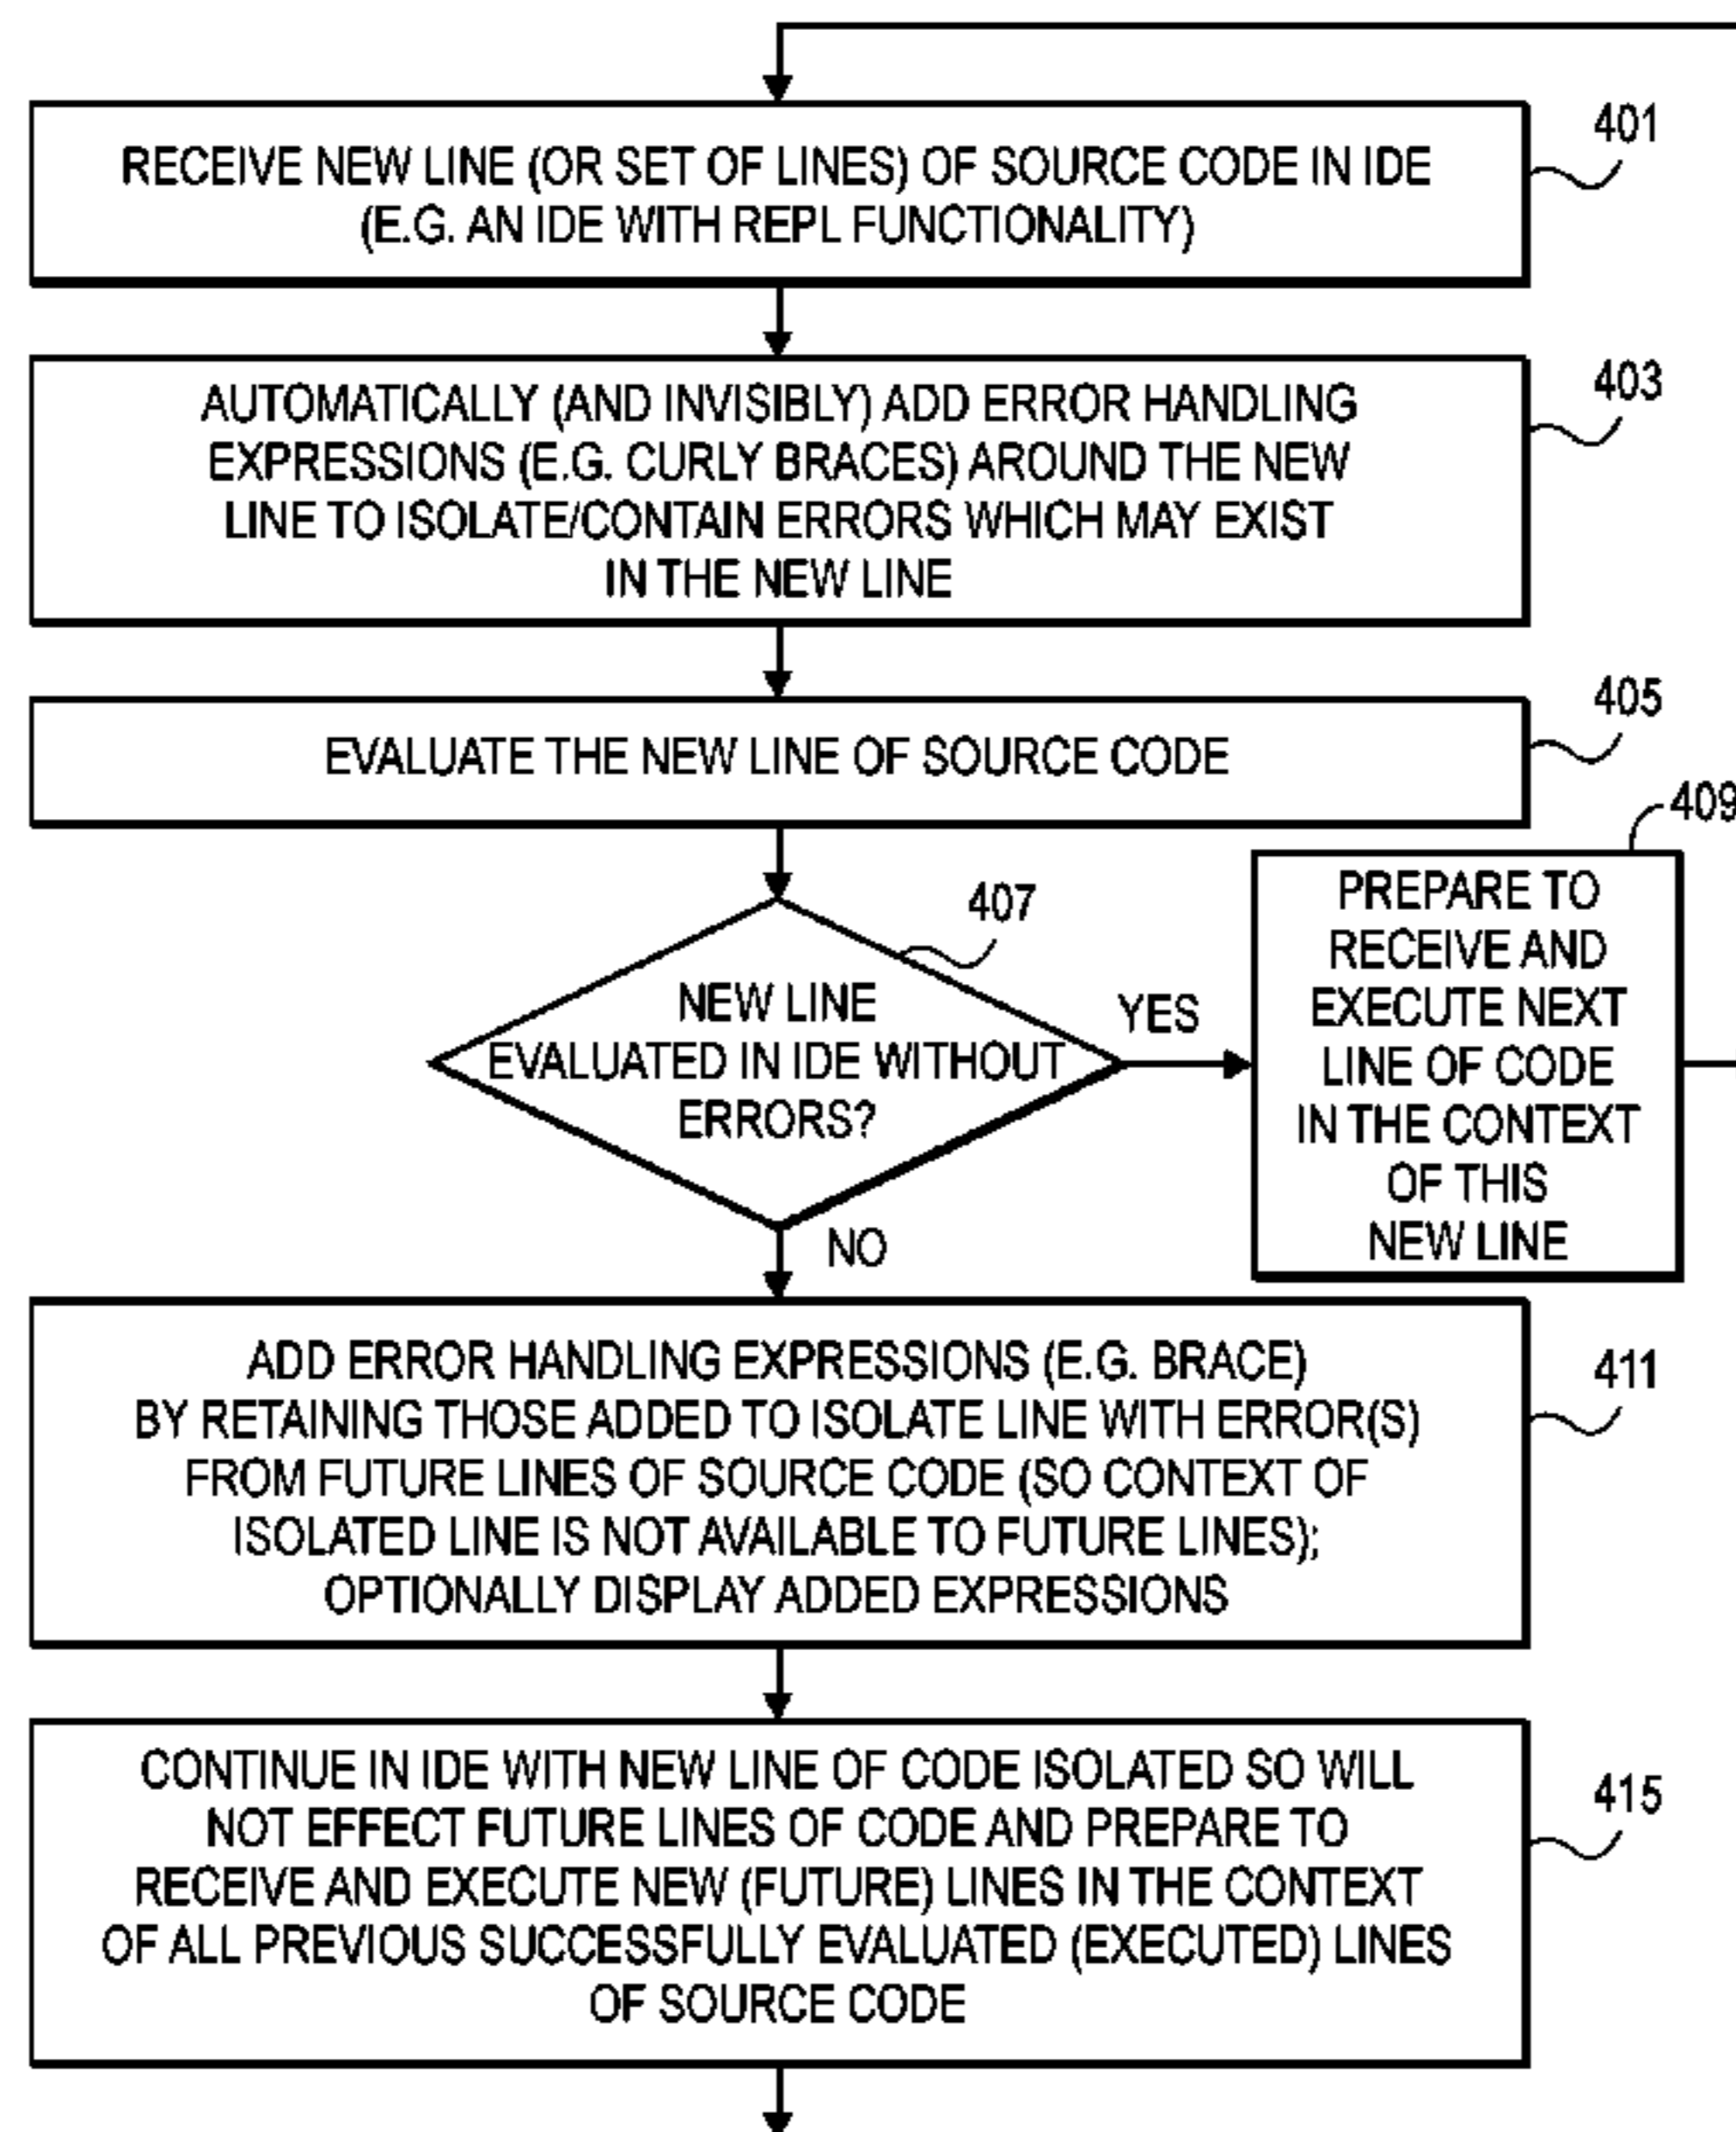 401
RECEIVE NEW LINE (OR SET OF LINES) OF SOURCE CODE IN IDE
(E.G. AN IDE WITH REPL FUNCTIONALITY)
403
AUTOMATICALLY (AND INVISIBLY) ADD ERROR HANDLING
EXPRESSIONS (E.G. CURLY BRACES) AROUND THE NEW
LINE TO ISOLATE/CONTAIN ERRORS WHICH MAY EXIST
IN THE NEW LINE
405
EVALUATE THE NEW LINE OF SOURCE CODE
407
NEW LINE
EVALUATED IN IDE WITHOUT
ERRORS?
YES
409
PREPARE TO
RECEIVE AND
EXECUTE NEXT
LINE OF CODE
IN THE CONTEXT
OF THIS
NEW LINE
NO
411
ADD ERROR HANDLING EXPRESSIONS (E.G. BRACE)
BY RETAINING THOSE ADDED TO ISOLATE LINE WITH ERROR(S)
FROM FUTURE LINES OF SOURCE CODE (SO CONTEXT OF
ISOLATED LINE IS NOT AVAILABLE TO FUTURE LINES);
OPTIONALLY DISPLAY ADDED EXPRESSIONS
415
CONTINUE IN IDE WITH NEW LINE OF CODE ISOLATED SO WILL
NOT EFFECT FUTURE LINES OF CODE AND PREPARE TO
RECEIVE AND EXECUTE NEW (FUTURE) LINES IN THE CONTEXT
OF ALL PREVIOUS SUCCESSFULLY EVALUATED (EXECUTED) LINES
OF SOURCE CODE